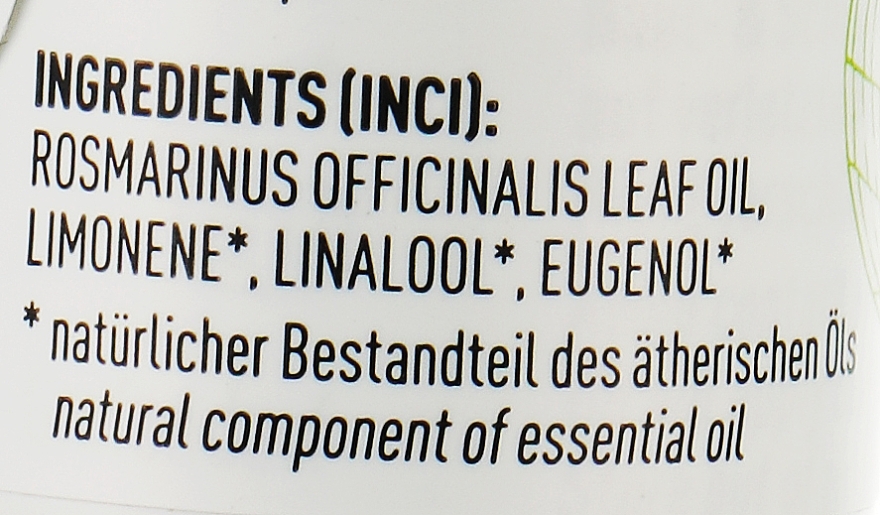 INGREDIENTS (INCI):
ROSMARINUS OFFICINALIS LEAF OIL,
LIMONENE*, LINALOOL*, EUGENOL*
* natürlicher Bestandteil des ätherischen Öls
natural component of essential oil